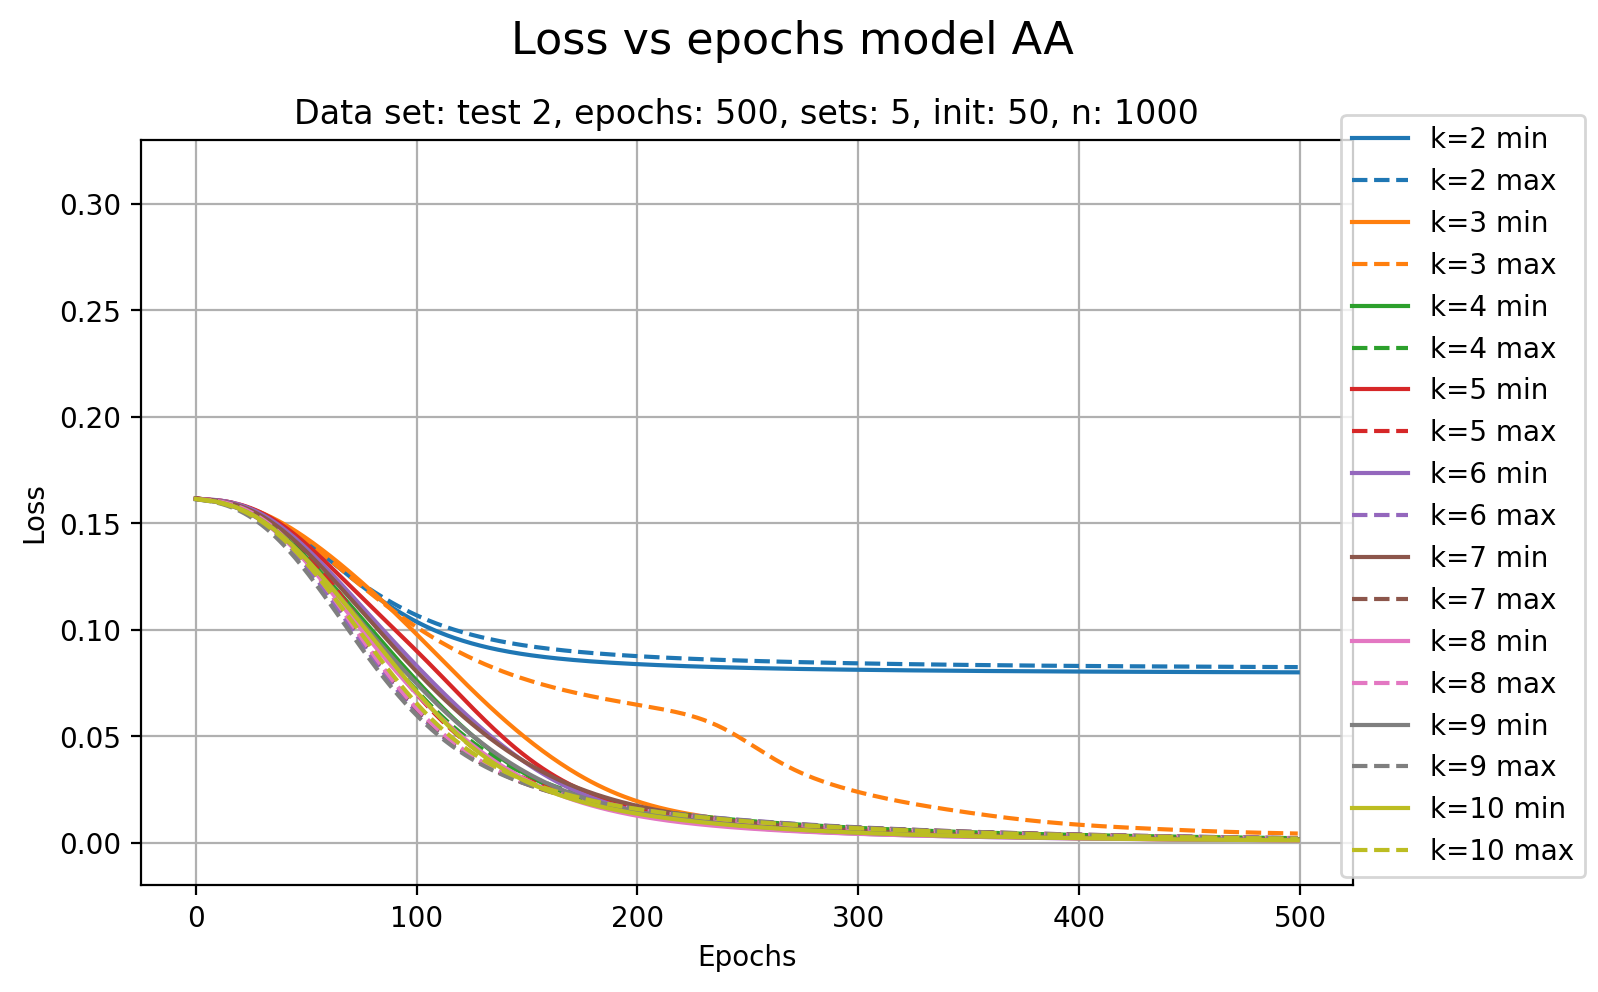 Loss vs epochs model AA
Data set: test 2, epochs: 500, sets: 5, init: 50, n: 1000
0.30
0.25
0.20
0.15
0.10
0.05
0.00
Loss
0 100 200 300 400 500
Epochs
k=2 min
k=2 max
k=3 min
k=3 max
k=4 min
k=4 max
k=5 min
k=5 max
k=6 min
k=6 max
k=7 min
k=7 max
k=8 min
k=8 max
k=9 min
k=9 max
k=10 min
k=10 max